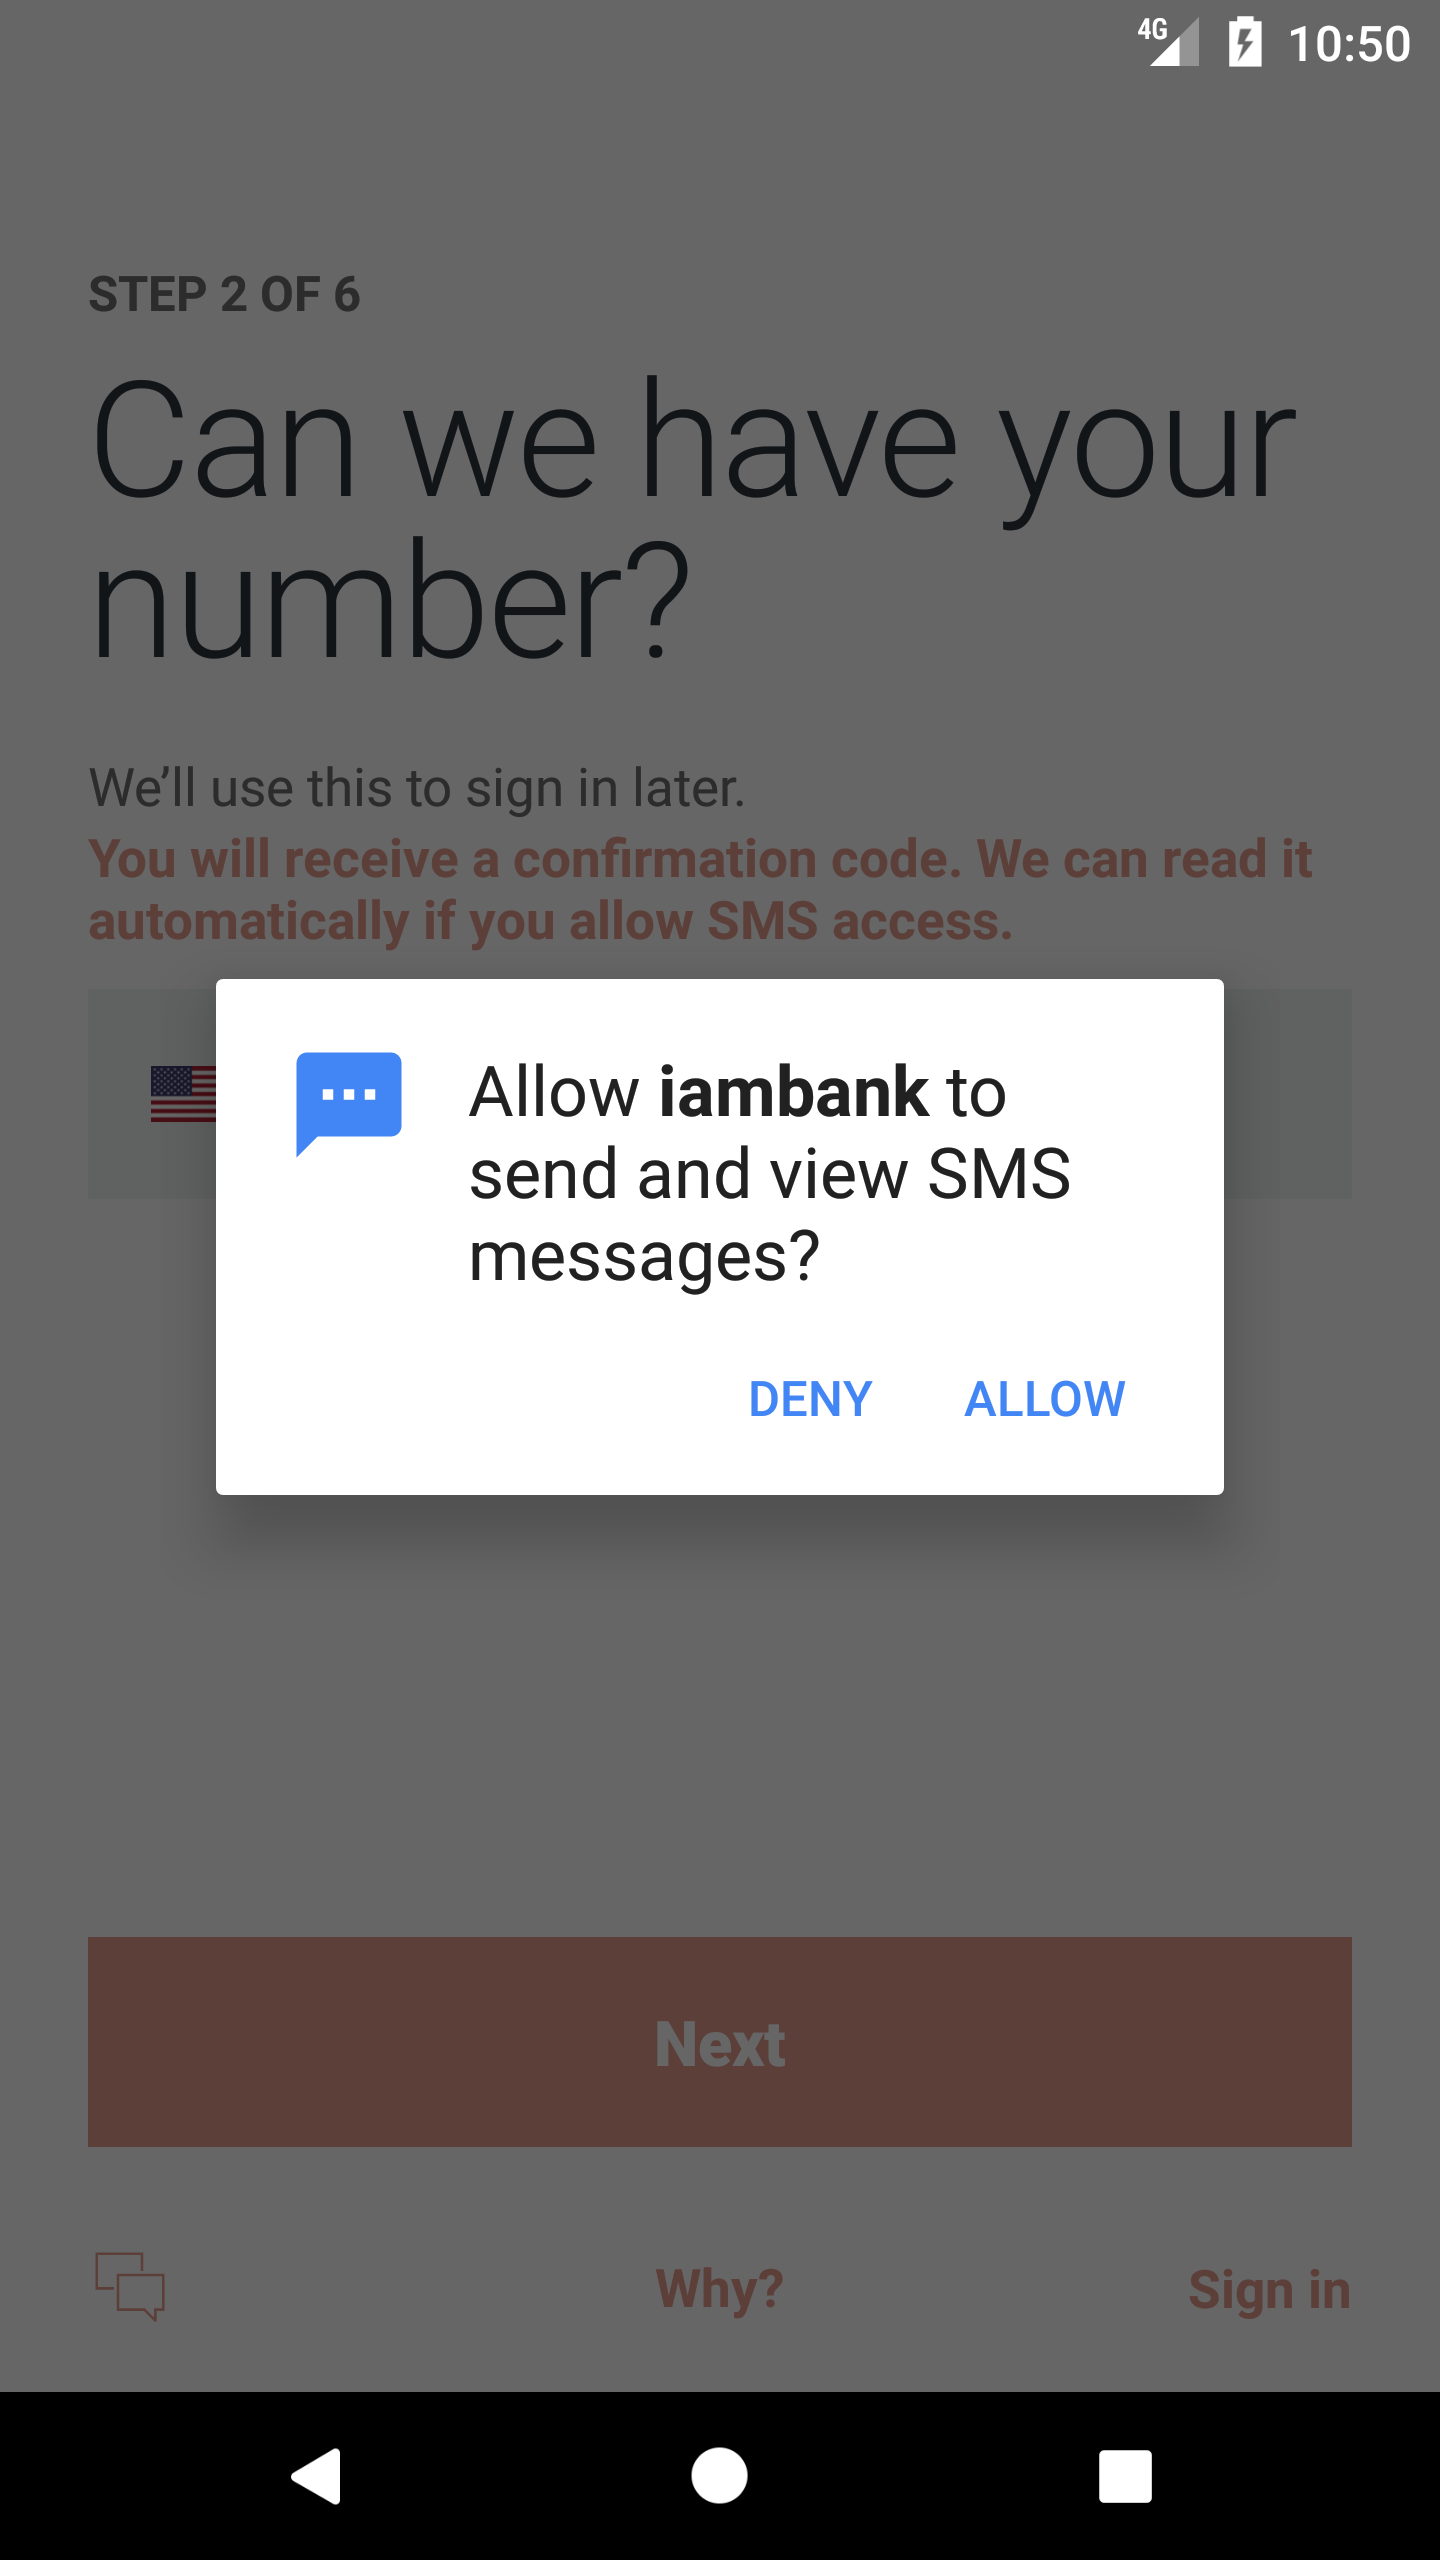 4G 10:50
STEP 2 OF 6
Can we have your
number?
We’ll use this to sign in later.
You will receive a confirmation code. We can read it
automatically if you allow SMS access.
Allow iambank to
send and view SMS
messages?
DENY ALLOW
Next
Why? Sign in